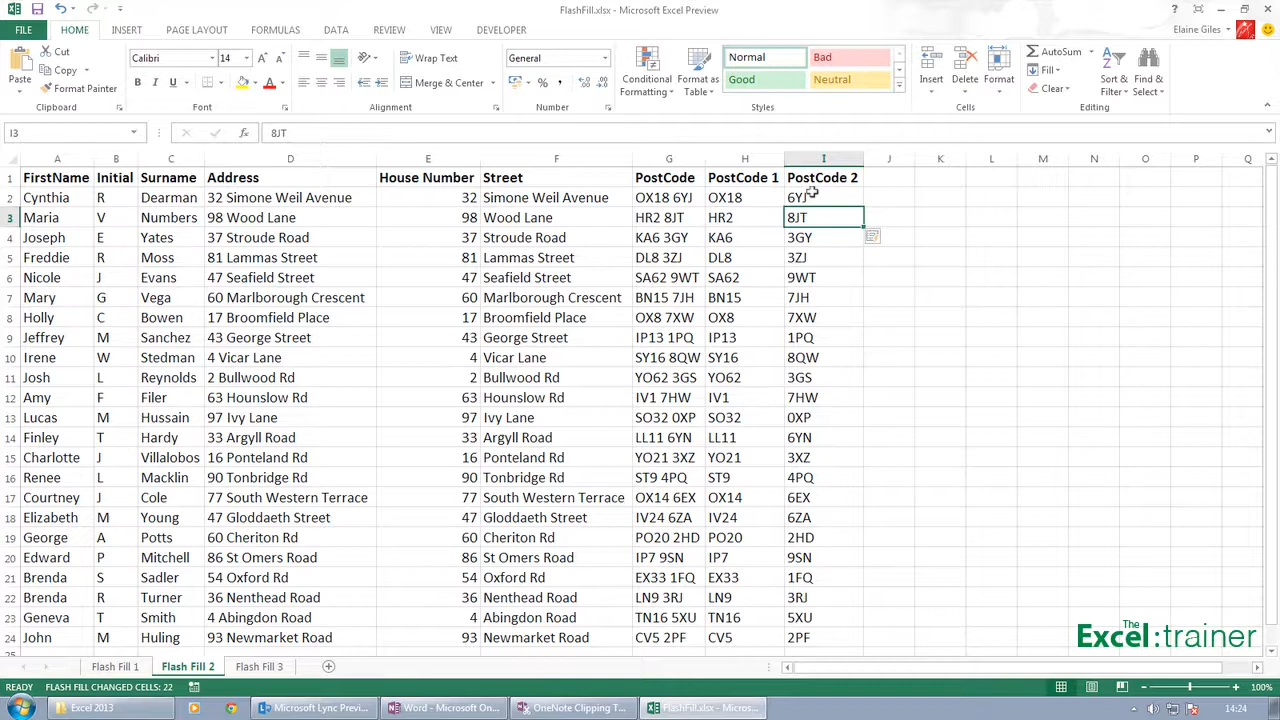 FlashFill.xlsx - Microsoft Excel Preview
FILE HOME INSERT PAGE LAYOUT FORMULAS DATA REVIEW VIEW DEVELOPER Elaine Giles
Paste Cut Copy Format Painter Clipboard
Calibri 14 B I U A Font
Wrap Text Merge & Center Alignment
General % Number
Conditional Formatting Format as Table Normal Bad Good Neutral Styles
Insert Delete Format Cells
AutoSum Fill Clear Sort & Filter Find & Select Editing
I3 fx 8JT
A B C D E F G H I J K L M N O P Q
1 FirstName Initial Surname Address House Number Street PostCode PostCode 1 PostCode 2
2 Cynthia R Dearman 32 Simone Weil Avenue 32 Simone Weil Avenue OX18 6YJ OX18 6YJ
3 Maria V Numbers 98 Wood Lane 98 Wood Lane HR2 8JT HR2 8JT
4 Joseph E Yates 37 Stroude Road 37 Stroude Road KA6 3GY KA6 3GY
5 Freddie R Moss 81 Lammas Street 81 Lammas Street DL8 3ZJ DL8 3ZJ
6 Nicole J Evans 47 Seafield Street 47 Seafield Street SA62 9WT SA62 9WT
7 Mary G Vega 60 Marlborough Crescent 60 Marlborough Crescent BN15 7JH BN15 7JH
8 Holly C Bowen 17 Broomfield Place 17 Broomfield Place OX8 7XW OX8 7XW
9 Jeffrey M Sanchez 43 George Street 43 George Street IP13 1PQ IP13 1PQ
10 Irene W Stedman 4 Vicar Lane 4 Vicar Lane SY16 8QW SY16 8QW
11 Josh L Reynolds 2 Bullwood Rd 2 Bullwood Rd YO62 3GS YO62 3GS
12 Amy F Filer 63 Hounslow Rd 63 Hounslow Rd IV1 7HW IV1 7HW
13 Lucas M Hussain 97 Ivy Lane 97 Ivy Lane SO32 0XP SO32 0XP
14 Finley T Hardy 33 Argyll Road 33 Argyll Road LL11 6YN LL11 6YN
15 Charlotte J Villalobos 16 Ponteland Rd 16 Ponteland Rd YO21 3XZ YO21 3XZ
16 Renee L Macklin 90 Tonbridge Rd 90 Tonbridge Rd ST9 4PQ ST9 4PQ
17 Courtney J Cole 77 South Western Terrace 77 South Western Terrace OX14 6EX OX14 6EX
18 Elizabeth M Young 47 Gloddaeth Street 47 Gloddaeth Street IV24 6ZA IV24 6ZA
19 George A Potts 60 Cheriton Rd 60 Cheriton Rd PO20 2HD PO20 2HD
20 Edward P Mitchell 86 St Omers Road 86 St Omers Road IP7 9SN IP7 9SN
21 Brenda S Sadler 54 Oxford Rd 54 Oxford Rd EX33 1FQ EX33 1FQ
22 Brenda R Turner 36 Nenthead Road 36 Nenthead Road LN9 3RJ LN9 3RJ
23 Geneva T Smith 4 Abingdon Road 4 Abingdon Road TN16 5XU TN16 5XU
24 John M Huling 93 Newmarket Road 93 Newmarket Road CV5 2PF CV5 2PF
The Excel:trainer
Flash Fill 1 Flash Fill 2 Flash Fill 3
READY FLASH FILL CHANGED CELLS: 22 100%
Excel 2013 Microsoft Lync Previ... Word - Microsoft On... OneNote Clipping T... FlashFill.xlsx - Micros... 14:24